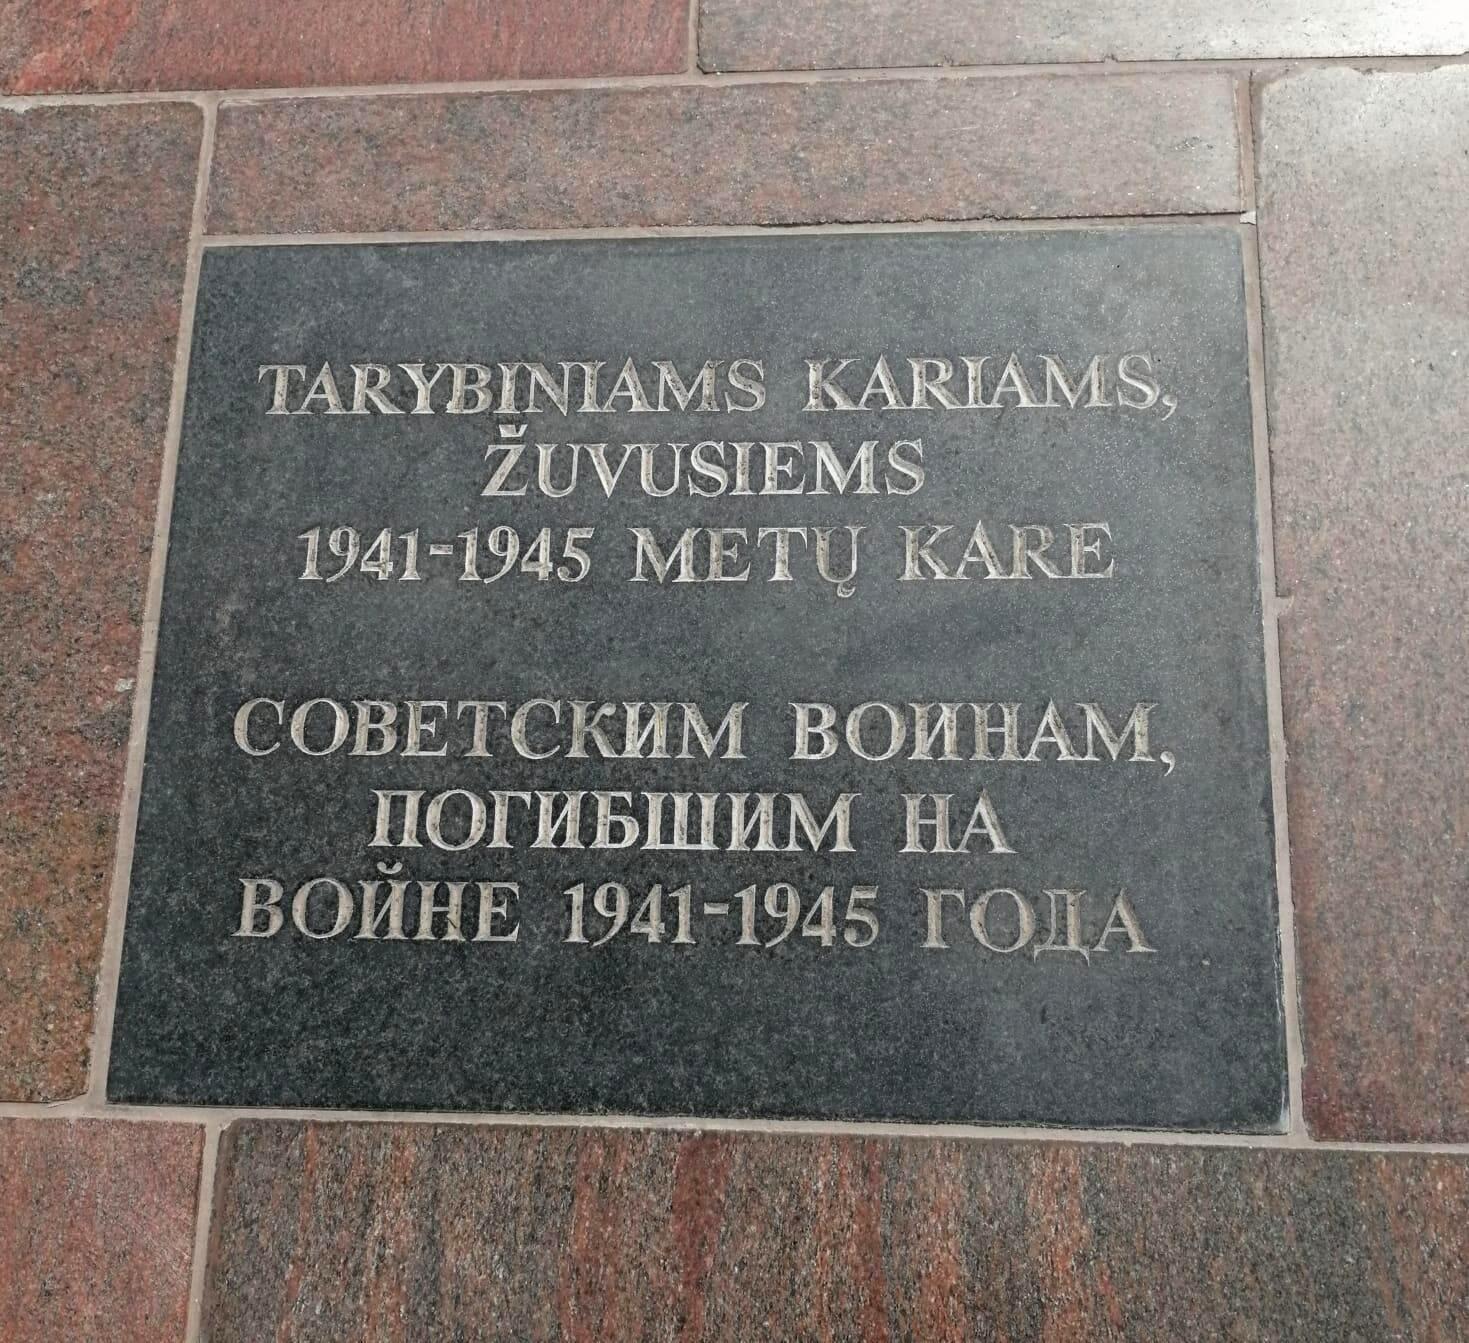 TARYBINIAMS KARIAMS,
ŽUVUSIEMS
1941-1945 METŲ KARE
СОВЕТСКИМ ВОИНАМ,
ПОГИБШИМ НА
ВОЙНЕ 1941-1945 ГОДА